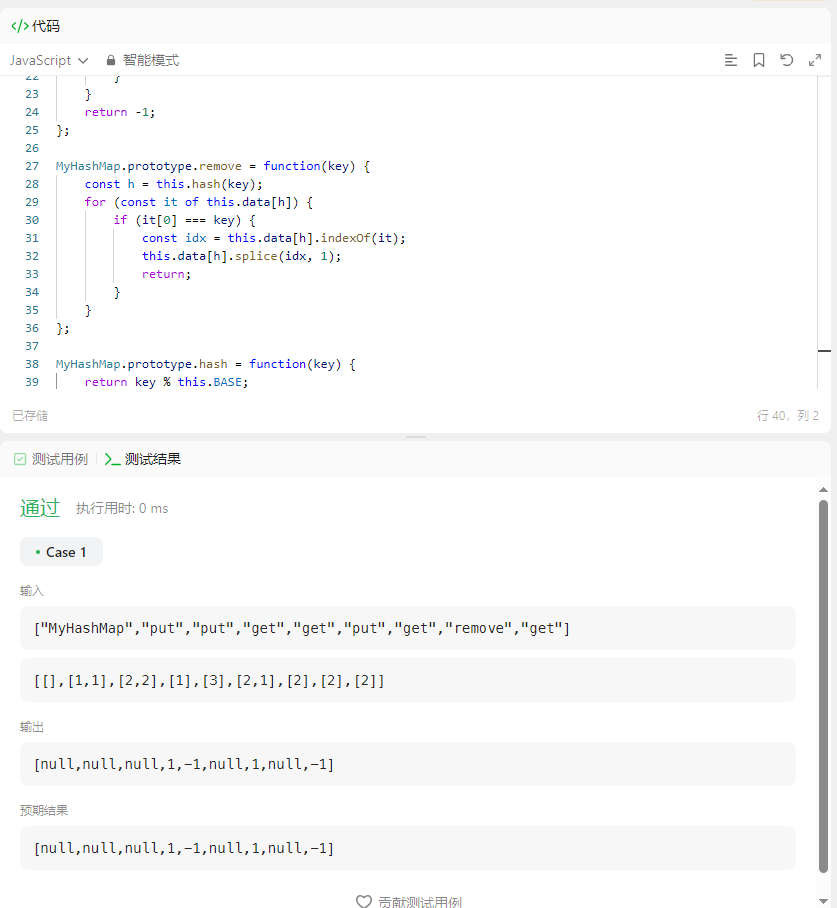 </> 代码
JavaScript 智能模式
22 }
23 }
24 return -1;
25 };
26
27 MyHashMap.prototype.remove = function(key) {
28 const h = this.hash(key);
29 for (const it of this.data[h]) {
30 if (it[0] === key) {
31 const idx = this.data[h].indexOf(it);
32 this.data[h].splice(idx, 1);
33 return;
34 }
35 }
36 };
37
38 MyHashMap.prototype.hash = function(key) {
39 return key % this.BASE;
已存储 行 40，列 2
测试用例 >_ 测试结果
通过 执行用时: 0 ms
• Case 1
输入
["MyHashMap","put","put","get","get","put","get","remove","get"]
[[],[1,1],[2,2],[1],[3],[2,1],[2],[2],[2]]
输出
[null,null,null,1,-1,null,1,null,-1]
预期结果
[null,null,null,1,-1,null,1,null,-1]
贡献测试用例